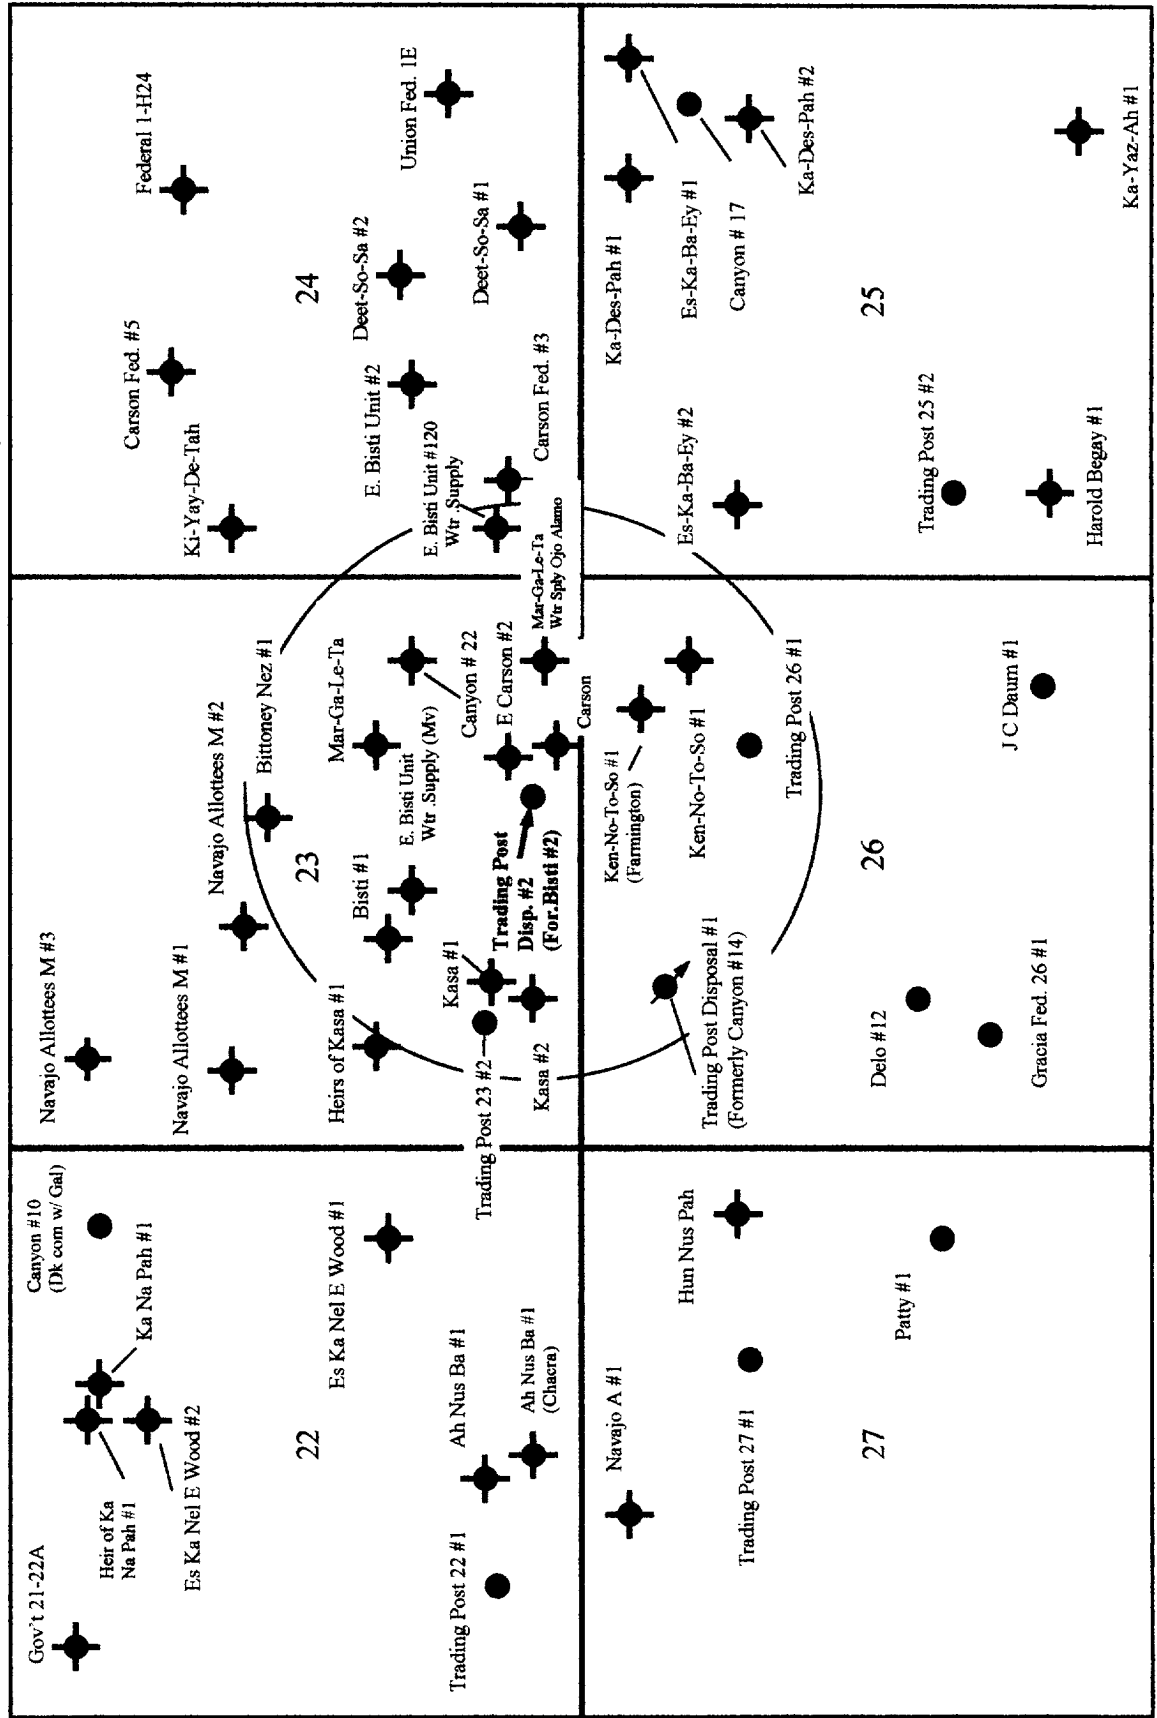 Gov't 21-22A
Heir of Ka
Na Pah #1
Es Ka Nel E Wood #2
Ka Na Pah #1
Canyon #10
(Dk com w/ Gal)
22
Es Ka Nel E Wood #1
Trading Post 22 #1
Ah Nus Ba #1
Ah Nus Ba #1
(Chacra)
Navajo Allottees M #3
Navajo Allottees M #1
Navajo Allottees M #2
Bittoney Nez #1
23
Heirs of Kasa #1
Bisti #1
Mar-Ga-Le-Ta
E. Bisti Unit
Wtr .Supply (Mv)
Canyon # 22
Kasa #1
Trading Post 23 #2
Kasa #2
Trading Post
Disp. #2
(For.Bisti #2)
E Carson #2
Carson
Mar-Ga-Le-Ta
Wtr Sply Ojo Alamo
Ki-Yay-De-Tah
Carson Fed. #5
Federal 1-H24
24
E. Bisti Unit #2
Deet-So-Sa #2
Union Fed. 1E
E. Bisti Unit #120
Wtr .Supply
Deet-So-Sa #1
Carson Fed. #3
Navajo A #1
Hun Nus Pah
Trading Post 27 #1
27
Patty #1
Ken-No-To-So #1
(Farmington)
Ken-No-To-So #1
Trading Post Disposal #1
(Formerly Canyon #14)
Trading Post 26 #1
26
Delo #12
Gracia Fed. 26 #1
J C Daum #1
Ka-Des-Pah #1
Es-Ka-Ba-Ey #1
Es-Ka-Ba-Ey #2
Canyon # 17
Ka-Des-Pah #2
25
Trading Post 25 #2
Harold Begay #1
Ka-Yaz-Ah #1